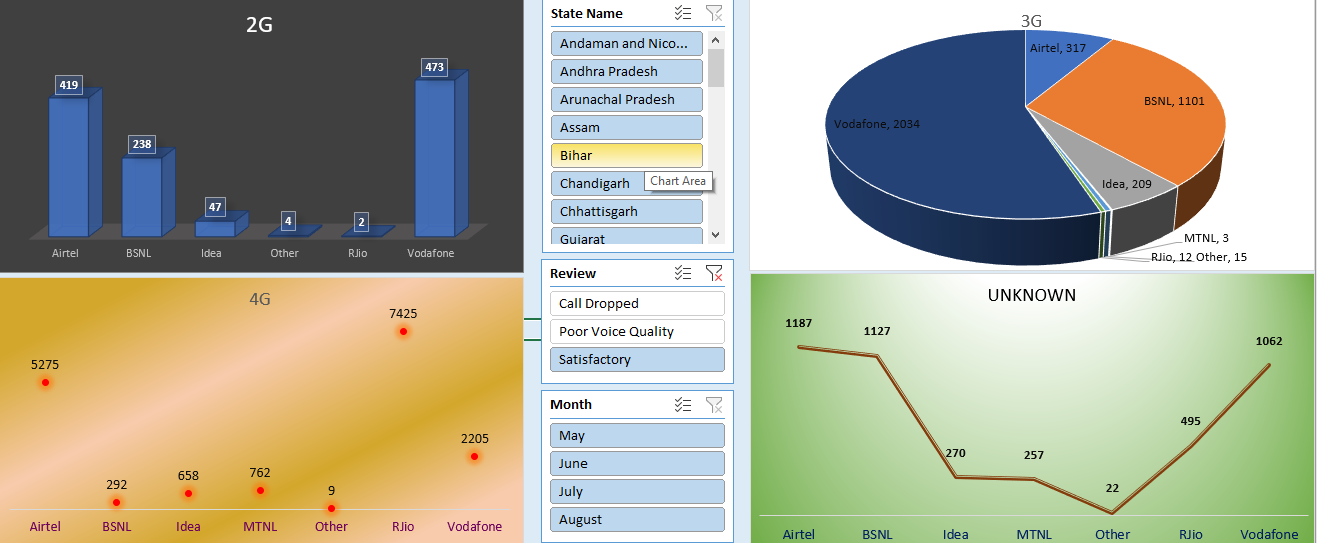 2G
419
238
47
4
2
473
Airtel
BSNL
Idea
Other
RJio
Vodafone
State Name
Andaman and Nico...
Andhra Pradesh
Arunachal Pradesh
Assam
Bihar
Chandigarh
Chart Area
Chhattisgarh
Gujarat
3G
Airtel, 317
BSNL, 1101
Vodafone, 2034
Idea, 209
MTNL, 3
RJio, 12 Other, 15
4G
7425
5275
2205
292
658
762
9
Airtel
BSNL
Idea
MTNL
Other
RJio
Vodafone
Review
Call Dropped
Poor Voice Quality
Satisfactory
Month
May
June
July
August
UNKNOWN
1187
1127
1062
270
257
495
22
Airtel
BSNL
Idea
MTNL
Other
RJio
Vodafone